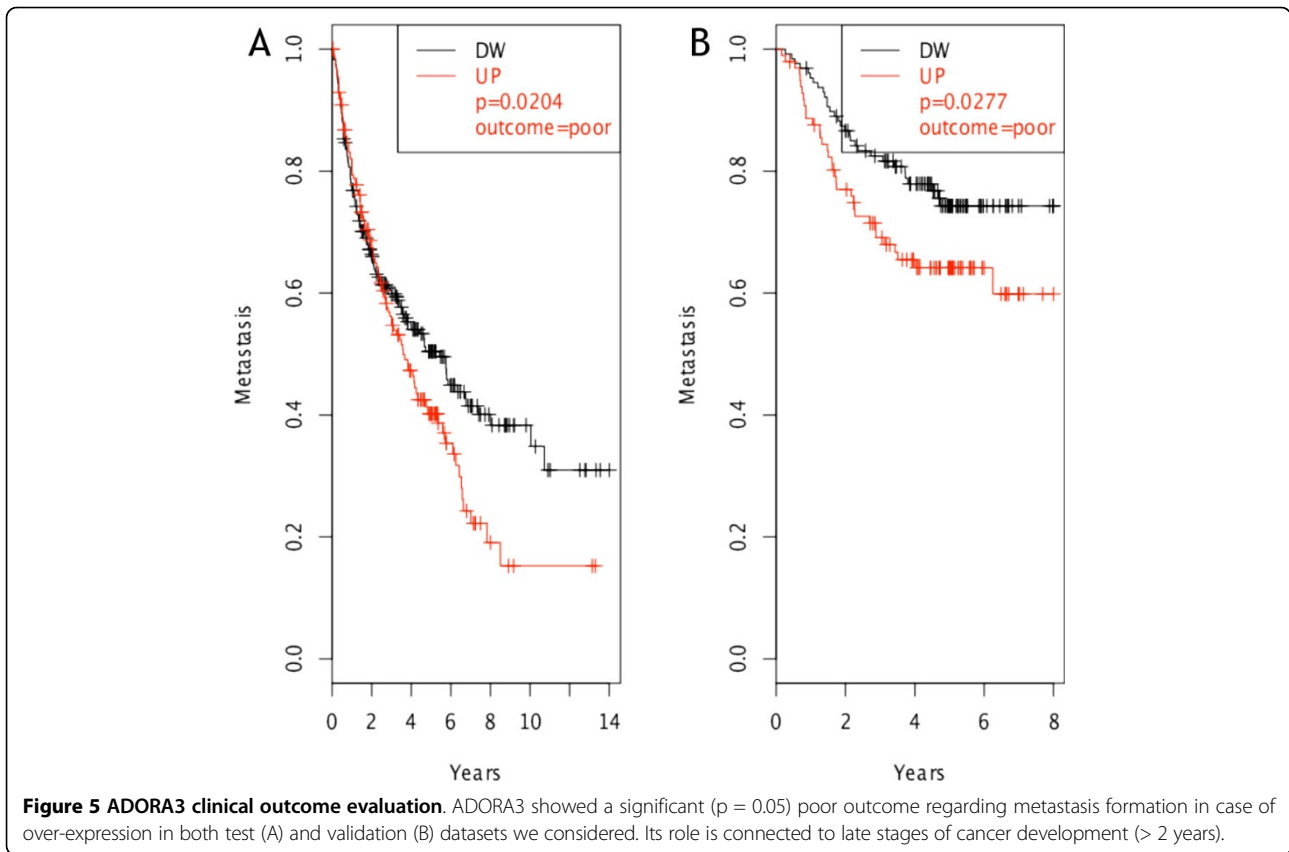 A
DW
UP
p=0.0204
outcome=poor
1.0
0.8
0.6
0.4
0.2
0.0
Metastasis
0 2 4 6 8 10 14
Years
B
DW
UP
p=0.0277
outcome=poor
1.0
0.8
0.6
0.4
0.2
0.0
Metastasis
0 2 4 6 8
Years
Figure 5 ADORA3 clinical outcome evaluation. ADORA3 showed a significant (p = 0.05) poor outcome regarding metastasis formation in case of
over-expression in both test (A) and validation (B) datasets we considered. Its role is connected to late stages of cancer development (> 2 years).